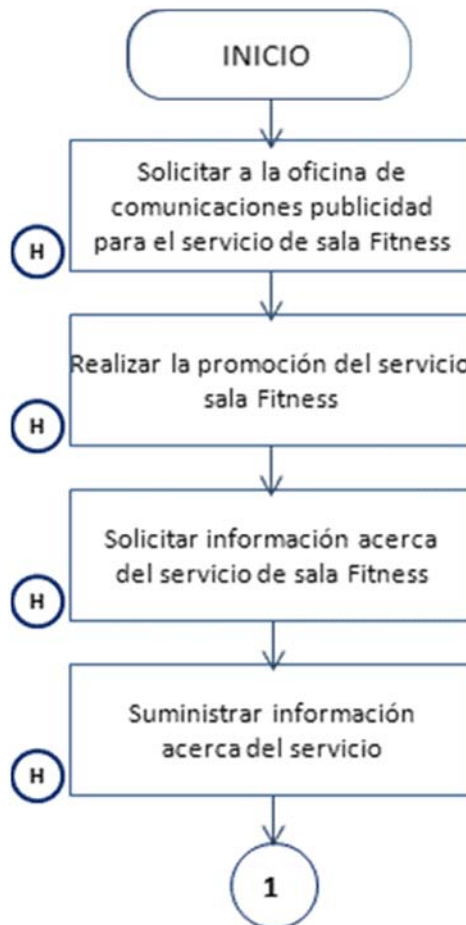 INICIO
Solicitar a la oficina de
comunicaciones publicidad
para el servicio de sala Fitness
H
Realizar la promoción del servicio
sala Fitness
H
Solicitar información acerca
del servicio de sala Fitness
H
Suministrar información
acerca del servicio
H
1